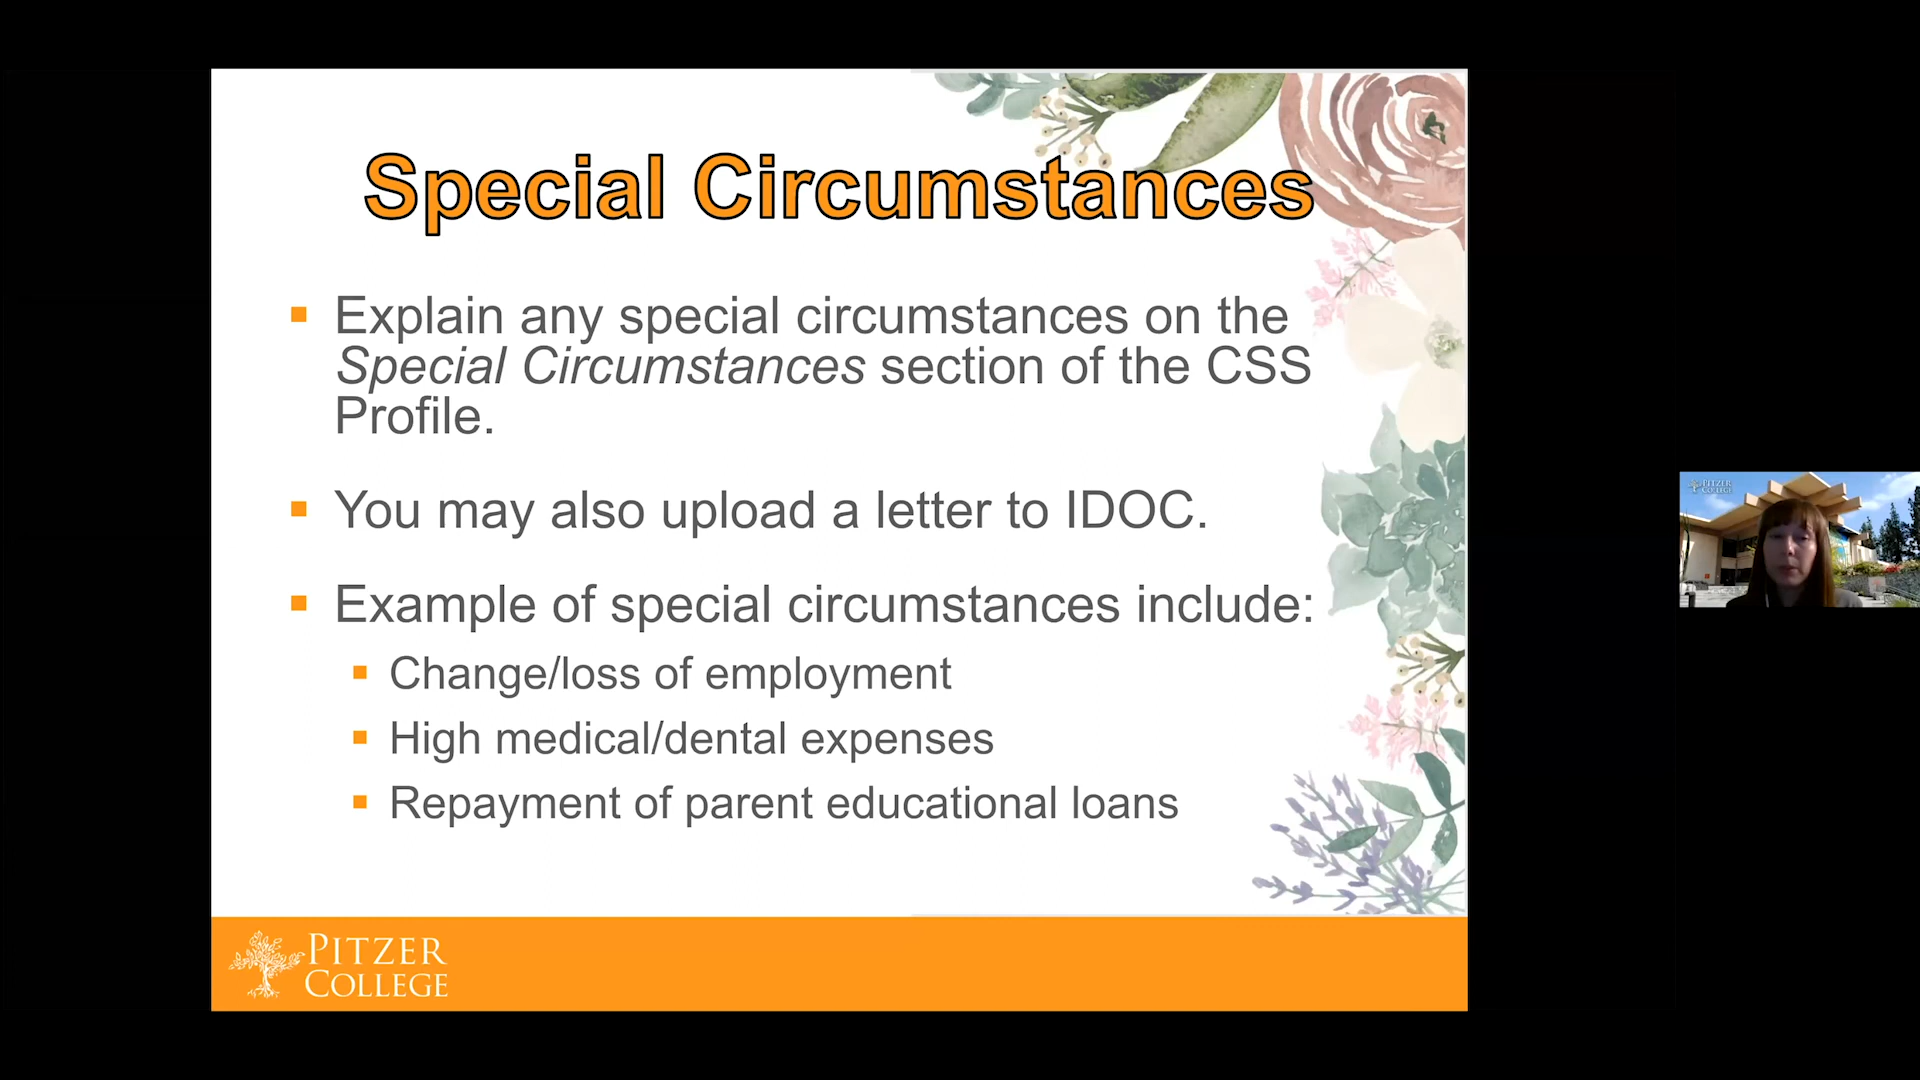 Special Circumstances
▪ Explain any special circumstances on the
Special Circumstances section of the CSS
Profile.
▪ You may also upload a letter to IDOC.
▪ Example of special circumstances include:
▪ Change/loss of employment
▪ High medical/dental expenses
▪ Repayment of parent educational loans
PITZER
COLLEGE
PITZER
COLLEGE